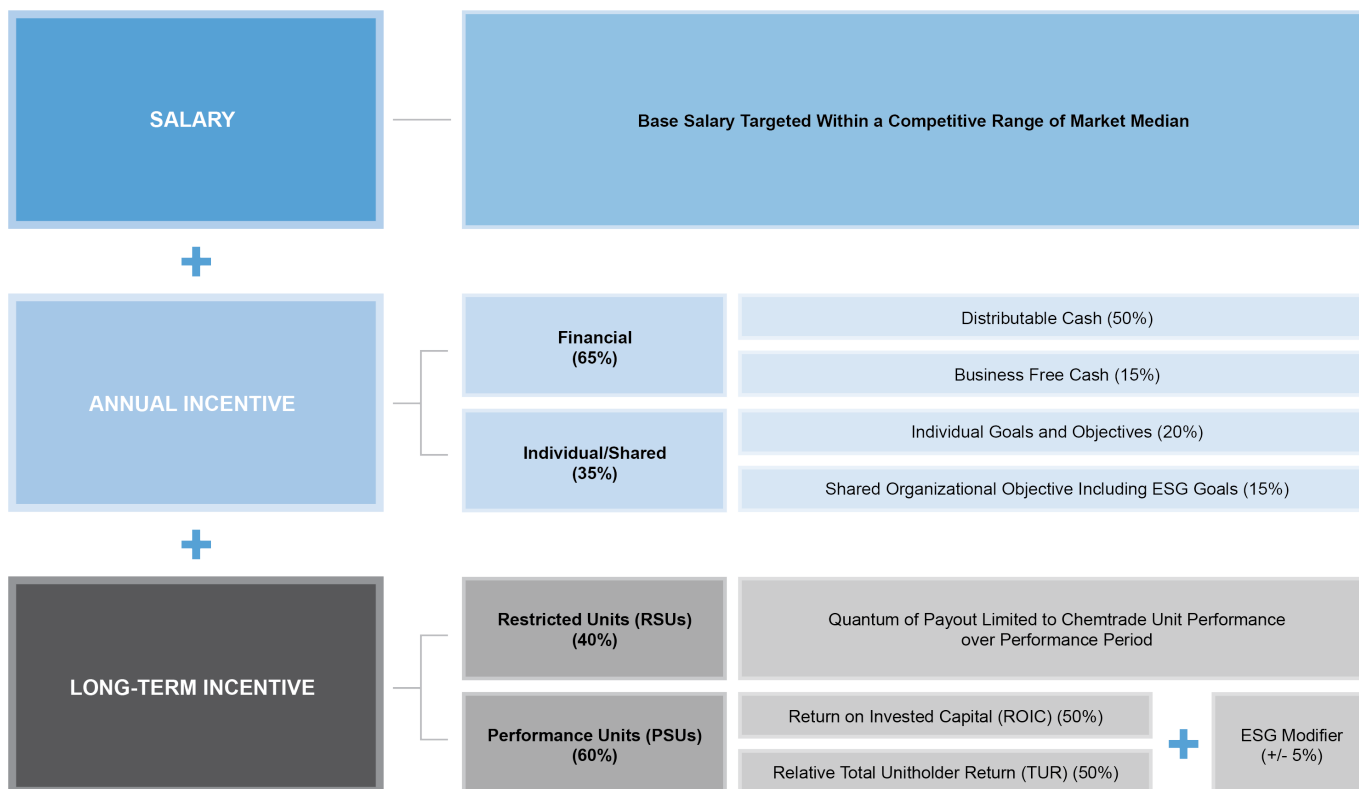 SALARY
Base Salary Targeted Within a Competitive Range of Market Median
ANNUAL INCENTIVE
Financial
(65%)
Distributable Cash (50%)
Business Free Cash (15%)
Individual/Shared
(35%)
Individual Goals and Objectives (20%)
Shared Organizational Objective Including ESG Goals (15%)
LONG-TERM INCENTIVE
Restricted Units (RSUs)
(40%)
Quantum of Payout Limited to Chemtrade Unit Performance
over Performance Period
Performance Units (PSUs)
(60%)
Return on Invested Capital (ROIC) (50%)
Relative Total Unitholder Return (TUR) (50%)
ESG Modifier
(+/- 5%)